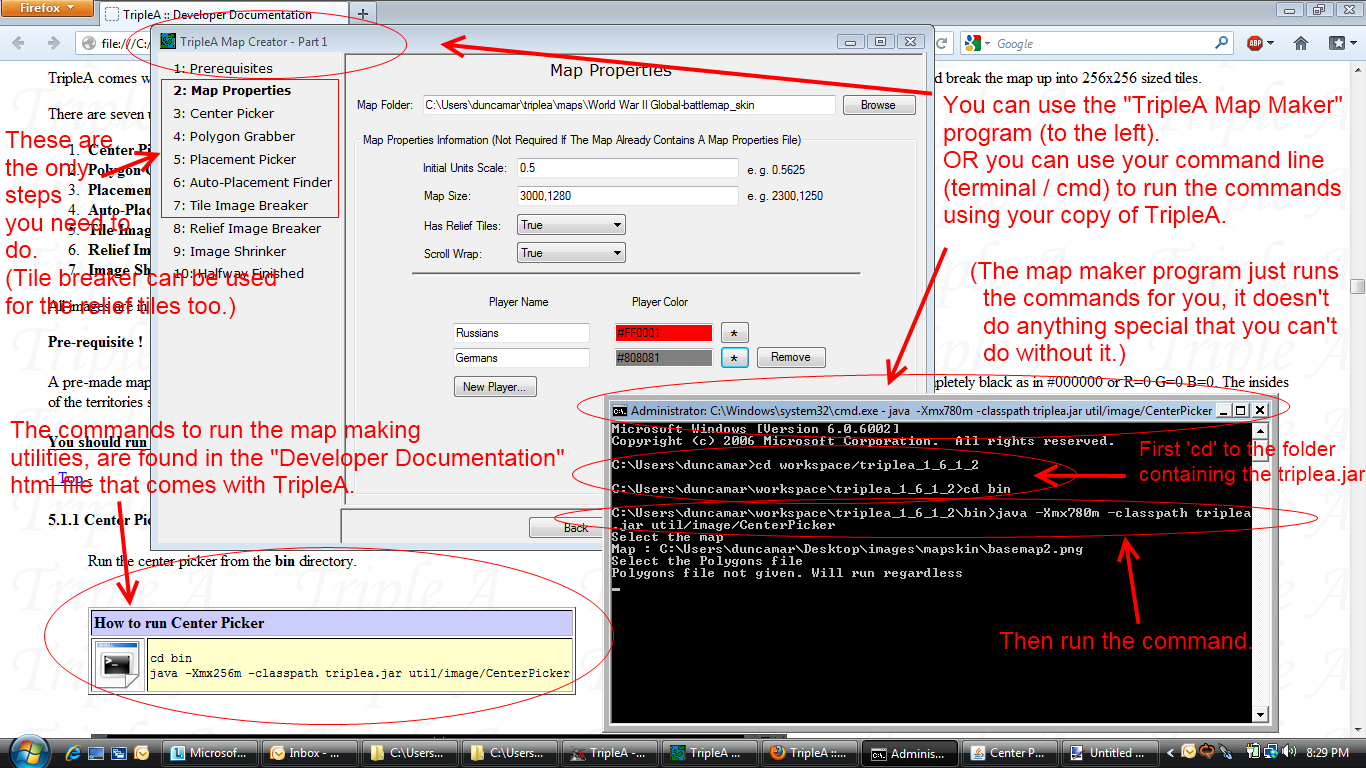 Firefox
TripleA :: Developer Documentation
file:///C:/
Google
TripleA Map Creator - Part 1
TripleA comes w
d break the map up into 256x256 sized tiles.
There are seven u
1. Center Pi
2. Polygon G
3. Placemen
4. Auto-Plac
5. Tile Imag
6. Relief Im
7. Image Sh
All images are in
Pre-requisite !
A pre-made map
pletely black as in #000000 or R=0 G=0 B=0. The insides
of the territories s
You should run
- Top -
5.1.1 Center Pic
Run the center picker from the bin directory.
How to run Center Picker
cd bin
java -Xmx256m -classpath triplea.jar util/image/CenterPicker
1: Prerequisites
2: Map Properties
3: Center Picker
4: Polygon Grabber
5: Placement Picker
6: Auto-Placement Finder
7: Tile Image Breaker
8: Relief Image Breaker
9: Image Shrinker
10: Halfway Finished
Map Properties
Map Folder: C:\Users\duncamar\triplea\maps\World War II Global-battlemap_skin Browse
Map Properties Information (Not Required If The Map Already Contains A Map Properties File)
Initial Units Scale: 0.5 e. g. 0.5625
Map Size: 3000,1280 e. g. 2300,1250
Has Relief Tiles: True
Scroll Wrap: True
Player Name Player Color
Russians #FF0001 *
Germans #808081 * Remove
New Player...
Back
These are
the only
steps
you need to
do.
(Tile breaker can be used
for the relief tiles too.)
The commands to run the map making
utilities, are found in the "Developer Documentation"
html file that comes with TripleA.
You can use the "TripleA Map Maker"
program (to the left).
OR you can use your command line
(terminal / cmd) to run the commands
using your copy of TripleA.
(The map maker program just runs
the commands for you, it doesn't
do anything special that you can't
do without it.)
Administrator: C:\Windows\system32\cmd.exe - java -Xmx780m -classpath triplea.jar util/image/CenterPicker
Microsoft Windows [Version 6.0.6002]
Copyright (c) 2006 Microsoft Corporation. All rights reserved.
C:\Users\duncamar>cd workspace/triplea_1_6_1_2
C:\Users\duncamar\workspace\triplea_1_6_1_2>cd bin
C:\Users\duncamar\workspace\triplea_1_6_1_2\bin>java -Xmx780m -classpath triplea
.jar util/image/CenterPicker
Select the map
Map : C:\Users\duncamar\Desktop\images\mapskin\basemap2.png
Select the Polygons file
Polygons file not given. Will run regardless
First 'cd' to the folder
containing the triplea.jar
Then run the command.
Microsof...
Inbox - ...
C:\Users...
C:\Users...
TripleA -...
TripleA ...
TripleA ::...
Adminis...
Center P...
Untitled ...
8:29 PM